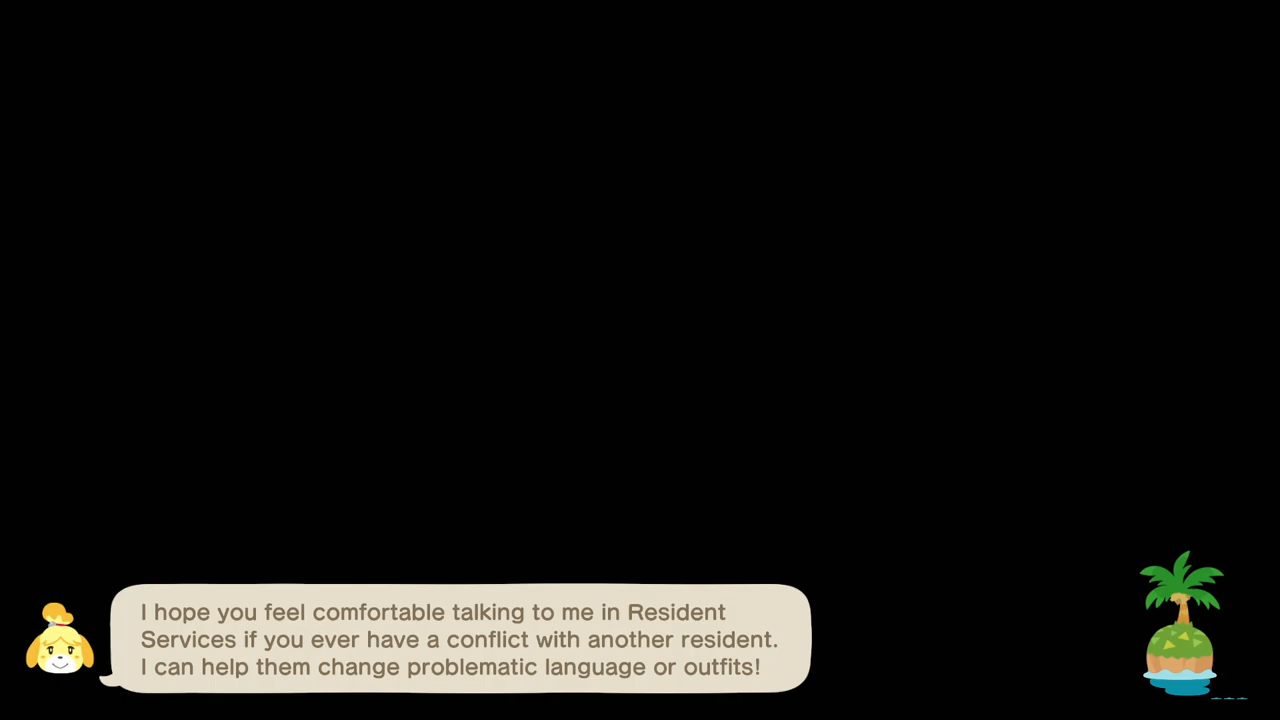 I hope you feel comfortable talking to me in Resident
Services if you ever have a conflict with another resident.
I can help them change problematic language or outfits!